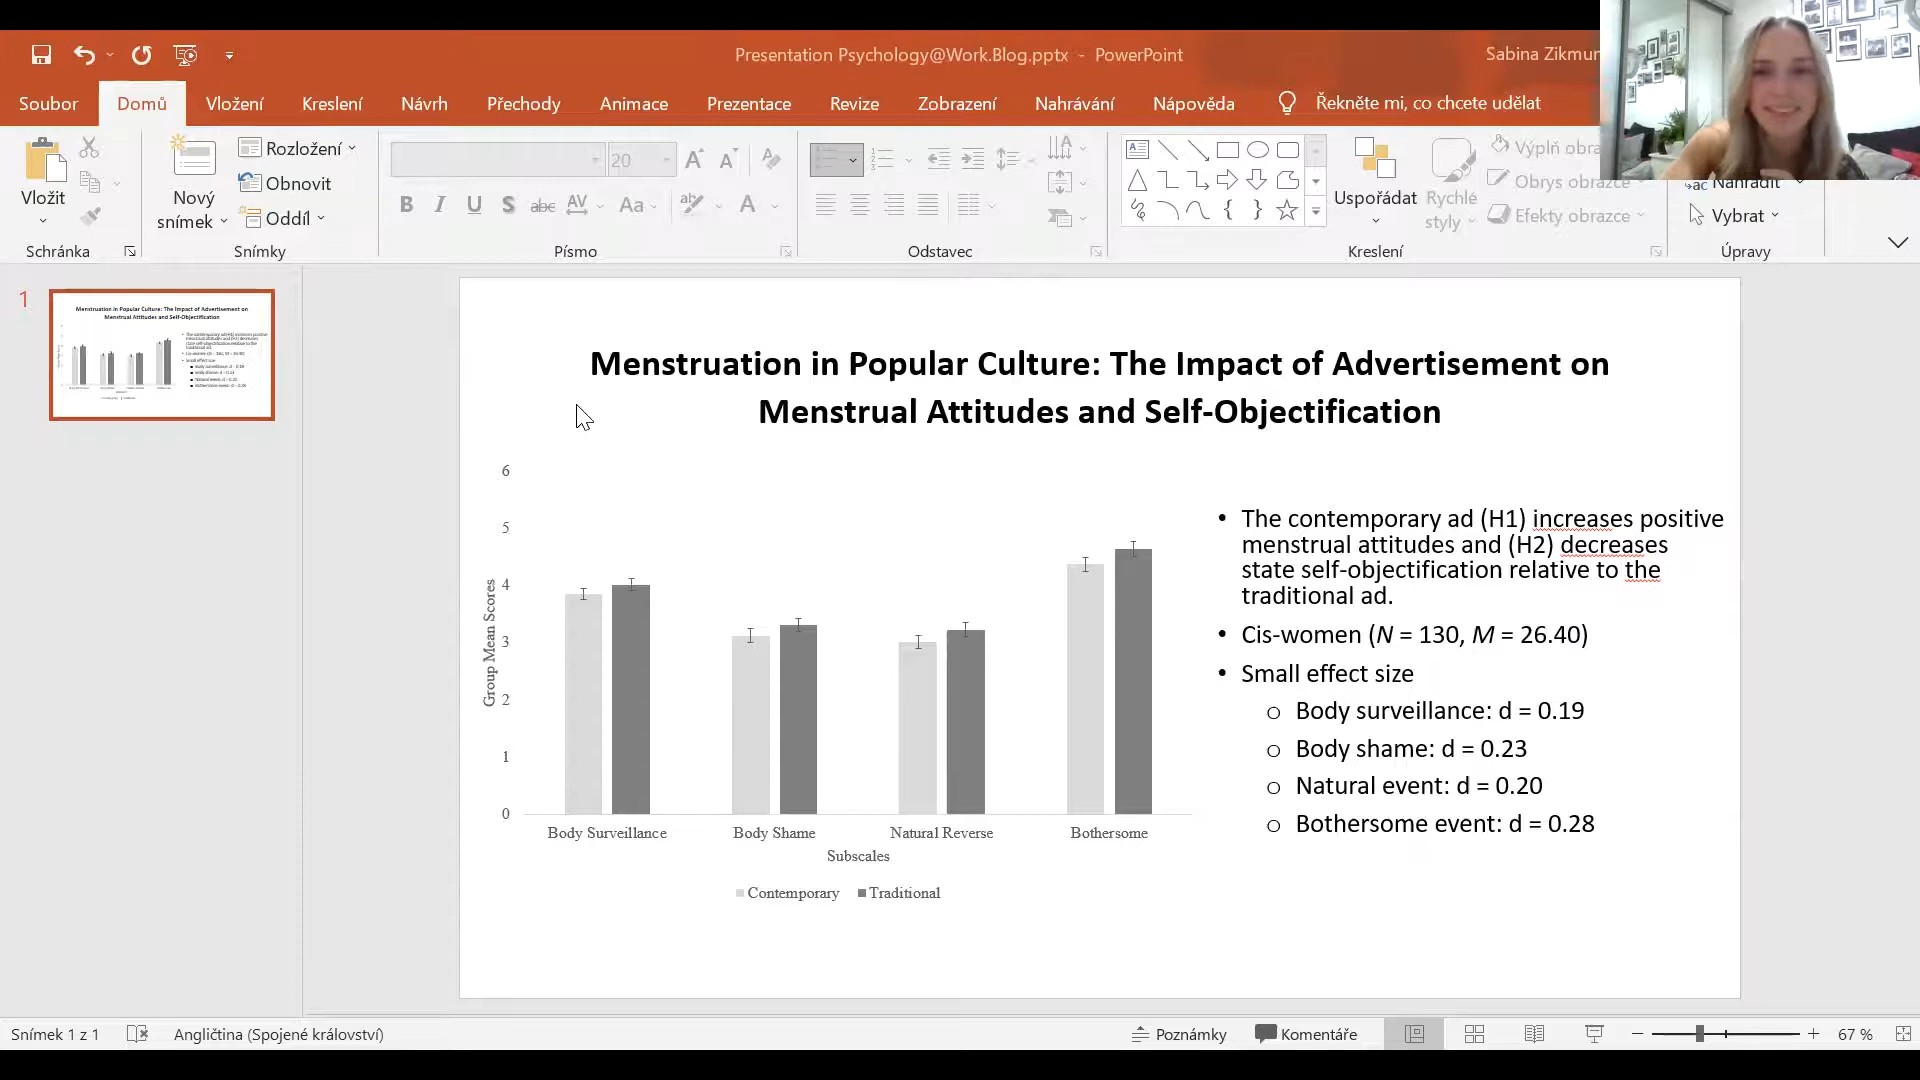 Presentation Psychology@Work.Blog.pptx - PowerPoint
Sabina Zikmun
Soubor Domů Vložení Kreslení Návrh Přechody Animace Prezentace Revize Zobrazení Nahrávání Nápověda Řekněte mi, co chcete udělat
Vložit
Schránka
Nový
snímek
Rozložení
Obnovit
Oddíl
Snímky
20
Písmo
Odstavec
Uspořádat
Rychlé
styly
Výplň obra
Obrys obrazce
Efekty obrazce
Kreslení
Nahradit
Vybrat
Úpravy
1
Menstruation in Popular Culture: The Impact of Advertisement on
Menstrual Attitudes and Self-Objectification
6
5
4
3
2
1
0
Group Mean Scores
Body Surveillance Body Shame Natural Reverse Bothersome
Subscales
Contemporary Traditional
• The contemporary ad (H1) increases positive
menstrual attitudes and (H2) decreases
state self-objectification relative to the
traditional ad.
• Cis-women (N = 130, M = 26.40)
• Small effect size
o Body surveillance: d = 0.19
o Body shame: d = 0.23
o Natural event: d = 0.20
o Bothersome event: d = 0.28
Snímek 1 z 1 Angličtina (Spojené království) Poznámky Komentáře 67 %